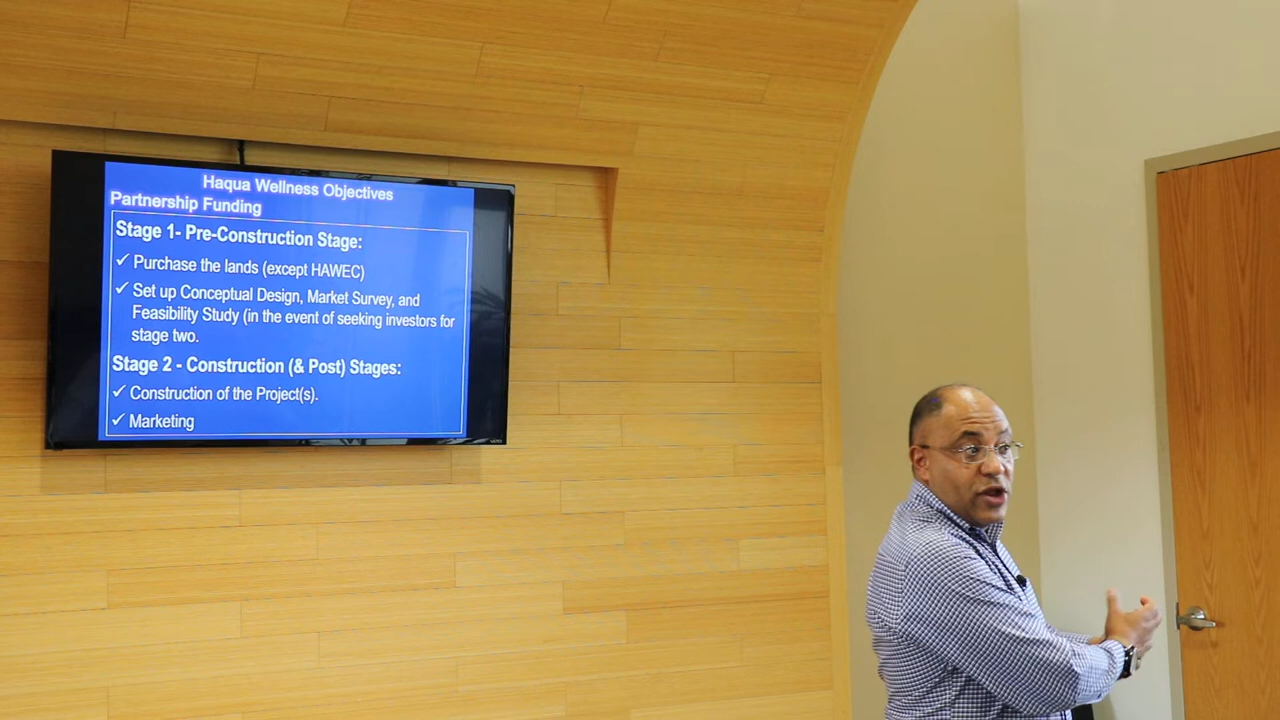 Haqua Wellness Objectives
Partnership Funding
Stage 1- Pre-Construction Stage:
✓ Purchase the lands (except HAWEC)
✓ Set up Conceptual Design, Market Survey, and
Feasibility Study (in the event of seeking investors for
stage two.
Stage 2 - Construction (& Post) Stages:
✓ Construction of the Project(s).
✓ Marketing